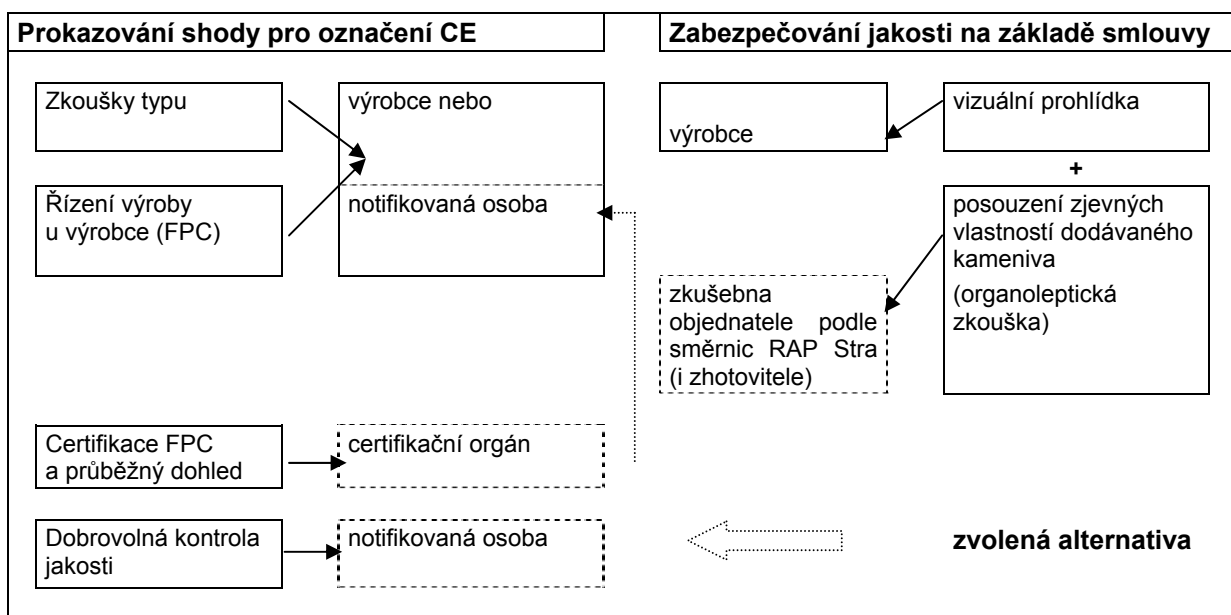 Prokazování shody pro označení CE
Zkoušky typu
výrobce nebo
Řízení výroby
u výrobce (FPC)
notifikovaná osoba
Certifikace FPC
a průběžný dohled
certifikační orgán
Dobrovolná kontrola
jakosti
notifikovaná osoba
Zabezpečování jakosti na základě smlouvy
výrobce
vizuální prohlídka
+
posouzení zjevných
vlastností dodávaného
kameniva
(organoleptická
zkouška)
zkušebna
objednatele podle
směrnic RAP Stra
(i zhotovitele)
zvolená alternativa